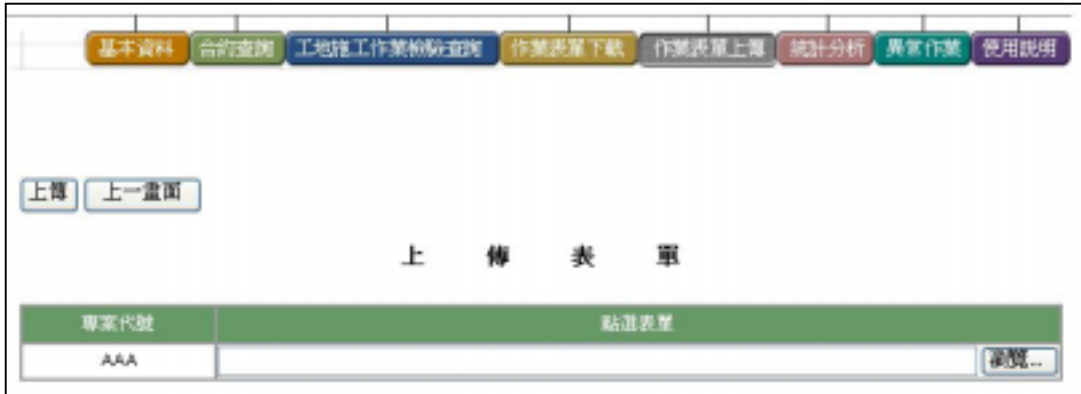 基本資料 合約查詢 工地施工作業檢驗查詢 作業表單下載 作業表單上傳 統計分析 異常作業 使用說明
上傳 上一畫面
上 傳 表 單
專案代號 點選表單
AAA 瀏覽...